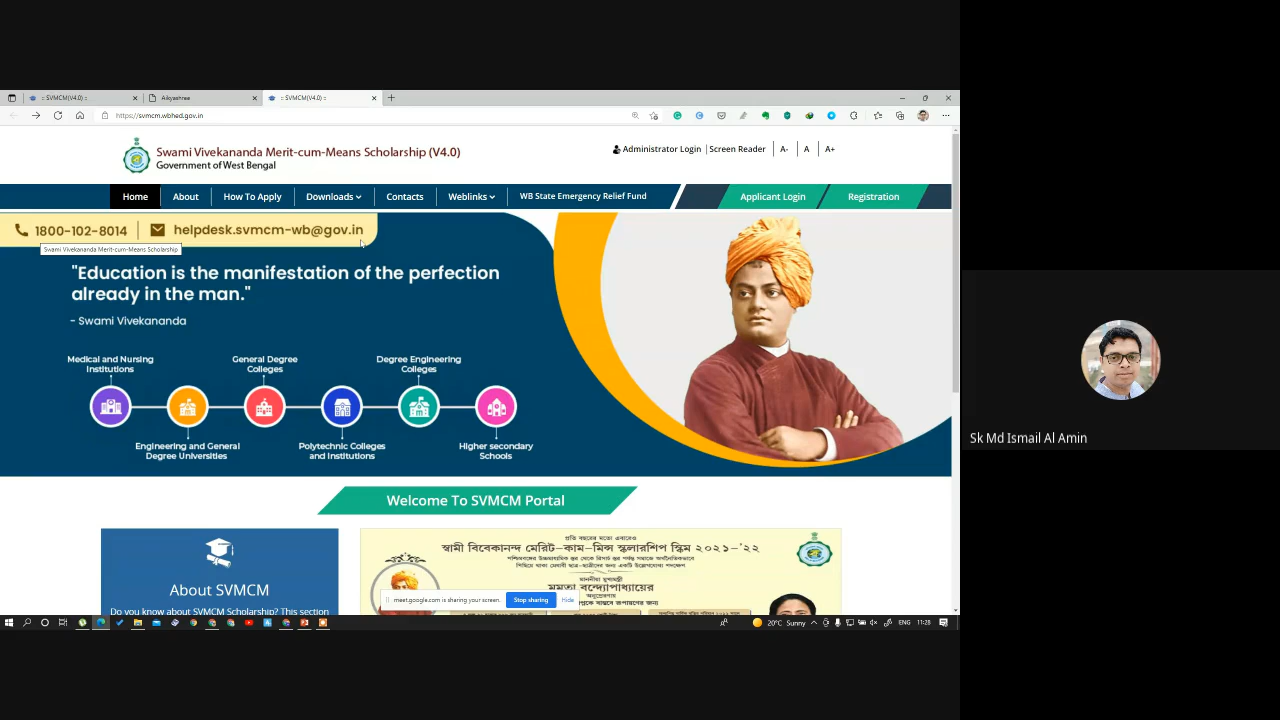 :: SVMCM(V4.0) ::
Aikyashree
:: SVMCM(V4.0) ::
https://svmcm.wbhed.gov.in
Swami Vivekananda Merit-cum-Means Scholarship (V4.0)
Government of West Bengal
Administrator Login | Screen Reader | A- | A | A+
Home
About
How To Apply
Downloads
Contacts
Weblinks
WB State Emergency Relief Fund
Applicant Login
Registration
1800-102-8014
helpdesk.svmcm-wb@gov.in
Swami Vivekananda Merit-cum-Means Scholarship
"Education is the manifestation of the perfection
already in the man."
- Swami Vivekananda
Medical and Nursing
Institutions
General Degree
Colleges
Degree Engineering
Colleges
Engineering and General
Degree Universities
Polytechnic Colleges
and Institutions
Higher secondary
Schools
Sk Md Ismail Al Amin
Welcome To SVMCM Portal
About SVMCM
Do you know about SVMCM Scholarship? This section
প্রতি বছরের মতো এবারেও
স্বামী বিবেকানন্দ মেরিট-কাম-মিন্স স্কলারশিপ স্কিম ২০২১-'২২
মাননীয়া মুখ্যমন্ত্রী
মমতা বন্দ্যোপাধ্যায়ের
meet.google.com is sharing your screen.
Stop sharing
Hide
20°C Sunny
ENG
11:28